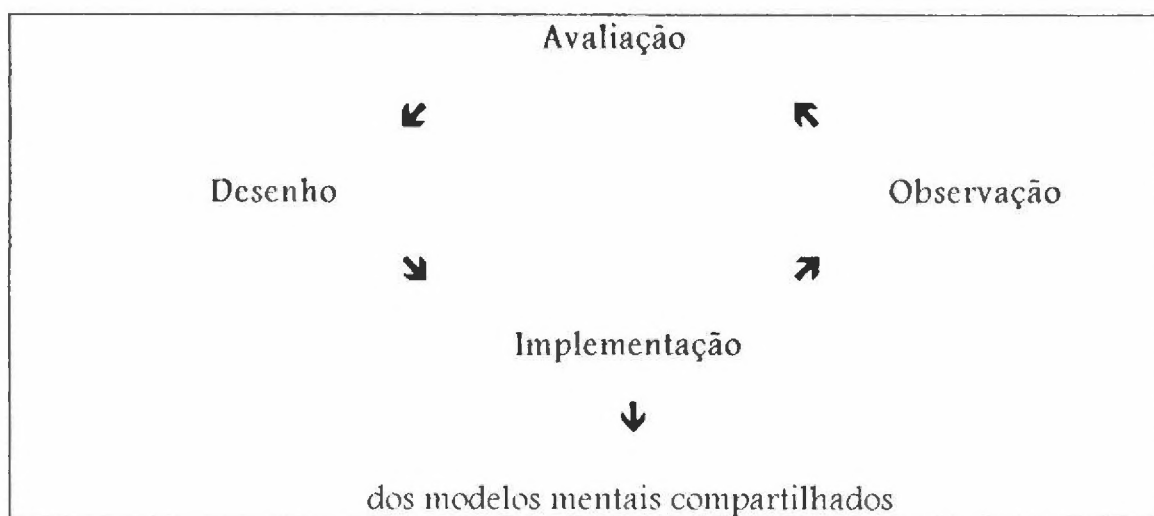 Avaliação
Desenho Observação
Implementação
dos modelos mentais compartilhados